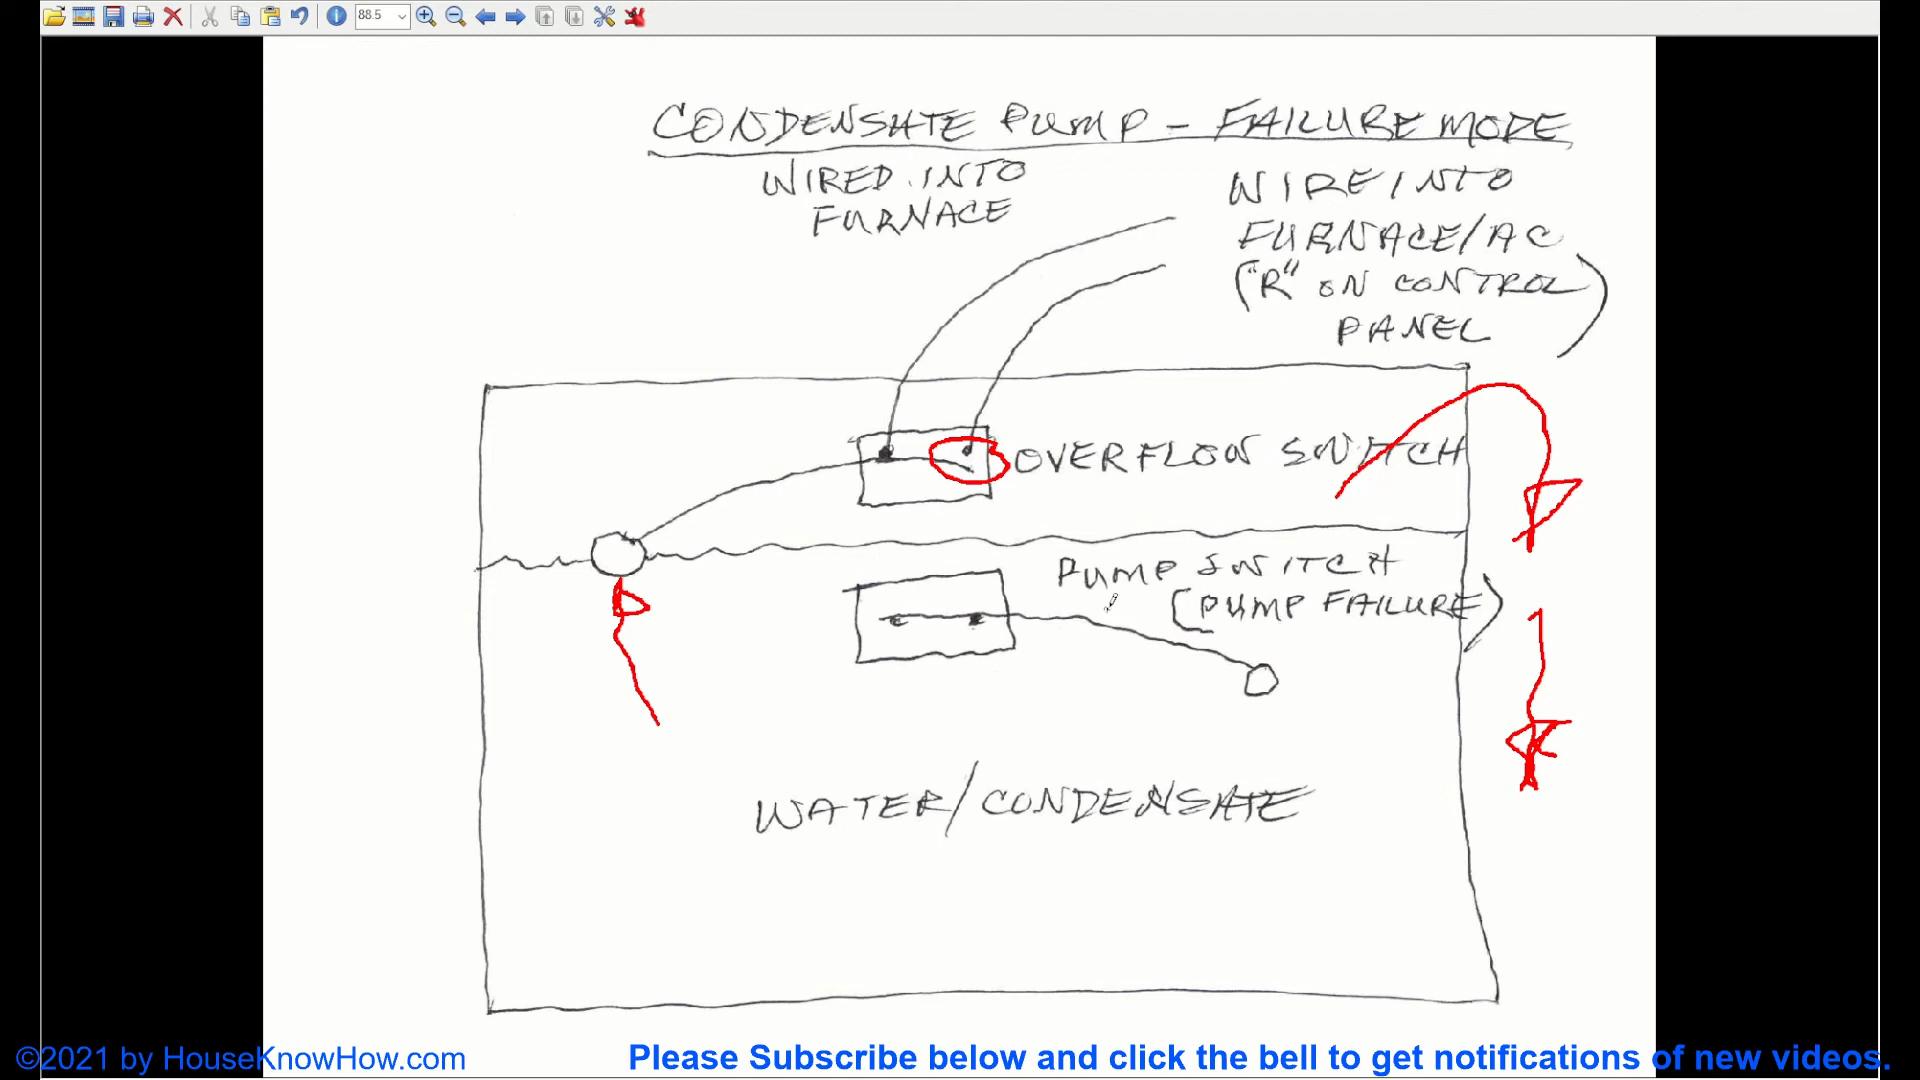 88.5
CONDENSATE PUMP - FAILURE MODE
WIRED INTO
FURNACE
WIRE INTO
FURNACE/AC
("R" ON CONTROL
PANEL)
OVERFLOW SWITCH
PUMP SWITCH
(PUMP FAILURE)
WATER/CONDENSATE
©2021 by HouseKnowHow.com
Please Subscribe below and click the bell to get notifications of new videos.